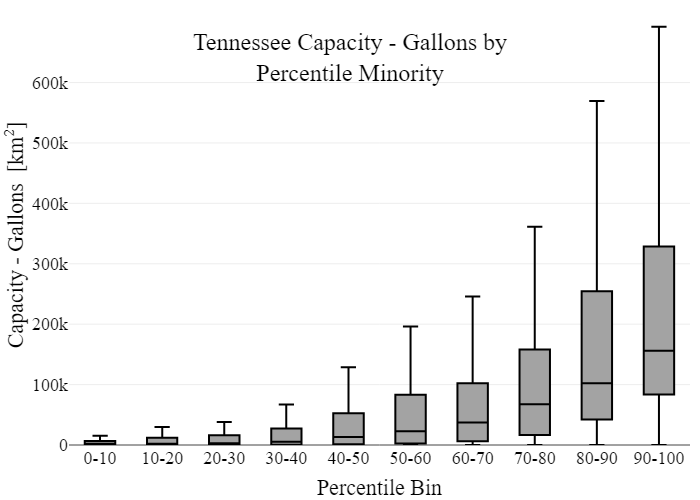 Tennessee Capacity - Gallons by
Percentile Minority
Capacity - Gallons [km²]
600k
500k
400k
300k
200k
100k
0
0-10 10-20 20-30 30-40 40-50 50-60 60-70 70-80 80-90 90-100
Percentile Bin